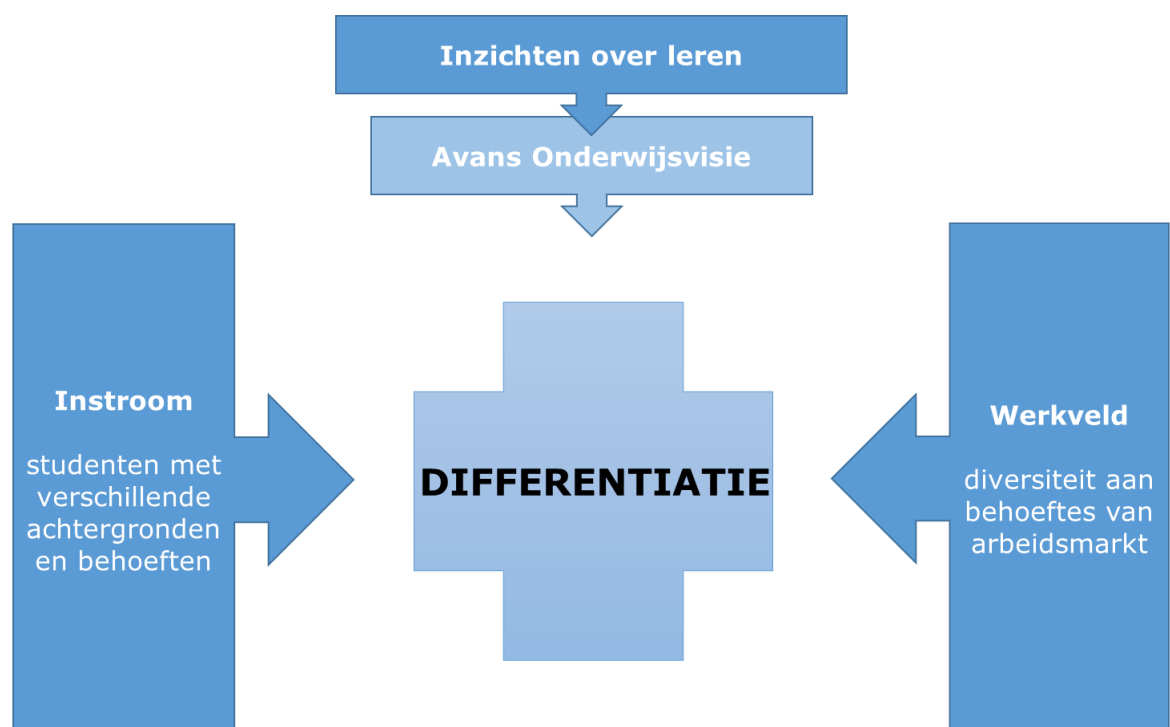 Inzichten over leren
Avans Onderwijsvisie
Instroom
studenten met
verschillende
achtergronden
en behoeften
DIFFERENTIATIE
Werkveld
diversiteit aan
behoeftes van
arbeidsmarkt